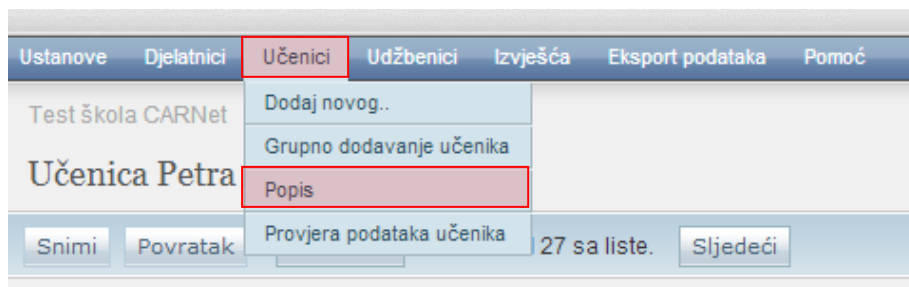 Ustanove Djelatnici Učenici Udžbenici Izvješća Eksport podataka Pomoć
Dodaj novog..
Test škola CARNet
Grupno dodavanje učenika
Učenica Petra
Popis
Provjera podataka učenika
Snimi Povratak 27 sa liste. Sljedeći